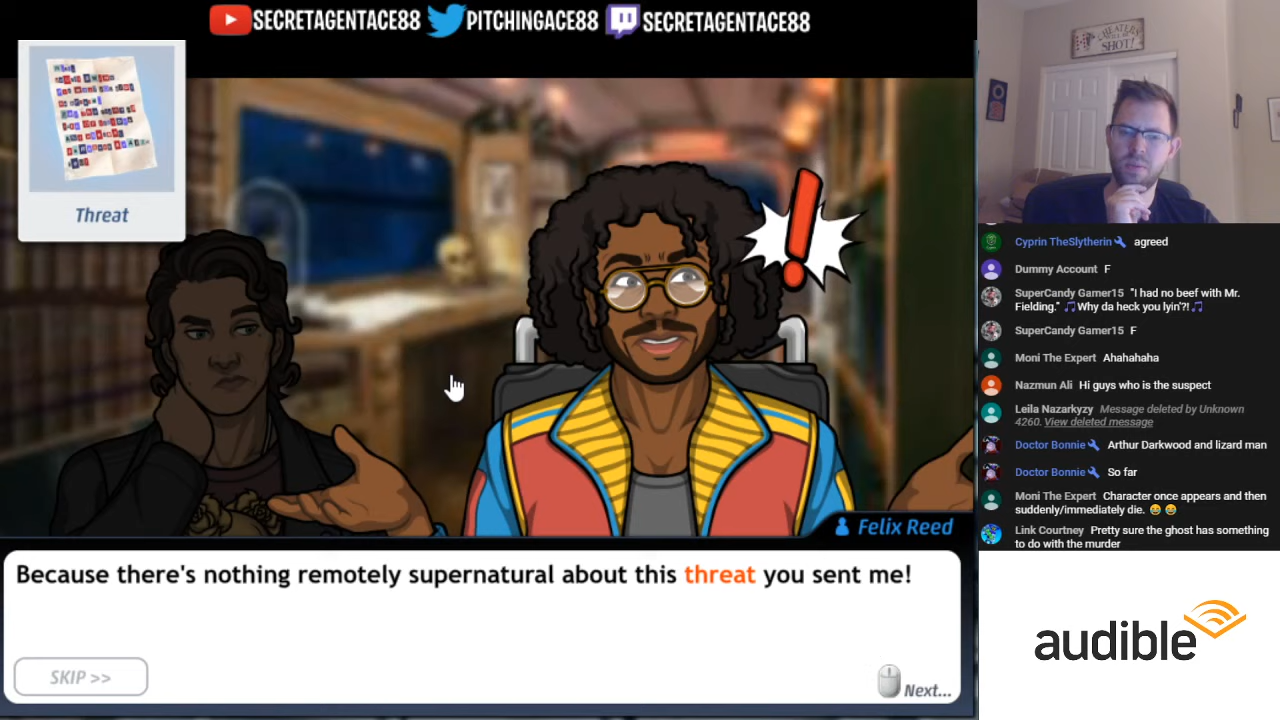 SECRETAGENTACE88 PITCHINGACE88 SECRETAGENTACE88
CHEATERS
WILL BE
SHOT!
Threat
Cyprin TheSlytherin agreed
Dummy Account F
SuperCandy Gamer15 "I had no beef with Mr.
Fielding." 🎵Why da heck you lyin'?!🎵
SuperCandy Gamer15 F
Moni The Expert Ahahahaha
Nazmun Ali Hi guys who is the suspect
Leila Nazarkyzy Message deleted by Unknown
4260. View deleted message
Doctor Bonnie Arthur Darkwood and lizard man
Doctor Bonnie So far
Moni The Expert Character once appears and then
suddenly/immediately die. 😆 😆
Link Courtney Pretty sure the ghost has something
to do with the murder
!
Felix Reed
Because there's nothing remotely supernatural about this threat you sent me!
SKIP >>
Next...
audible